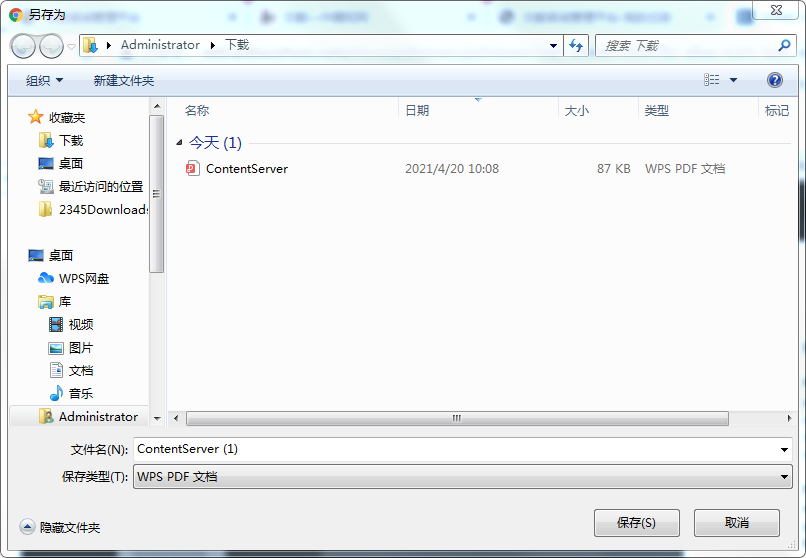 另存为
Administrator 下载
搜索 下载
组织 新建文件夹
名称 日期 大小 类型 标记
收藏夹
下载
桌面
最近访问的位置
2345Downloads
桌面
WPS网盘
库
视频
图片
文档
音乐
Administrator
今天 (1)
ContentServer 2021/4/20 10:08 87 KB WPS PDF 文档
文件名(N): ContentServer (1)
保存类型(T): WPS PDF 文档
隐藏文件夹 保存(S) 取消